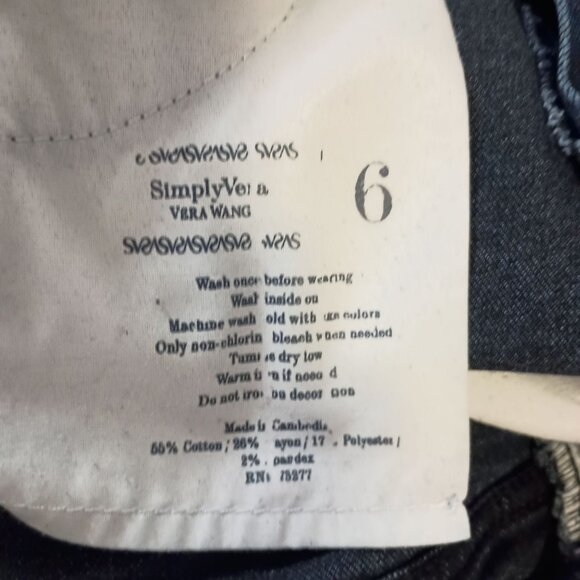 SimplyVera
VERA WANG
6
Wash once before wearing
Wash inside out
Machine wash cold with like colors
Only non-chlorine bleach when needed
Tumble dry low
Warm iron if needed
Do not iron on decoration
Made in Cambodia
55% Cotton / 26% Rayon / 17% Polyester /
2% Spandex
RN# 73277